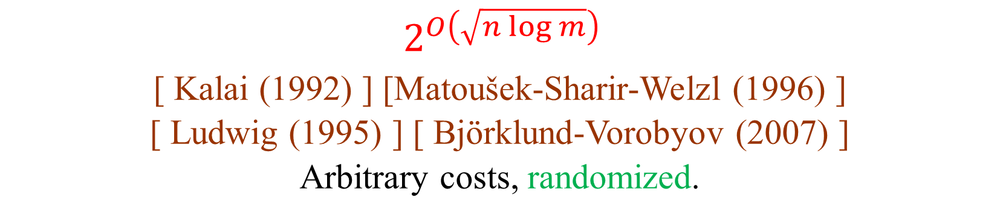 2^{O(√(n log m))}
[ Kalai (1992) ] [Matoušek-Sharir-Welzl (1996) ]
[ Ludwig (1995) ] [ Björklund-Vorobyov (2007) ]
Arbitrary costs, randomized.